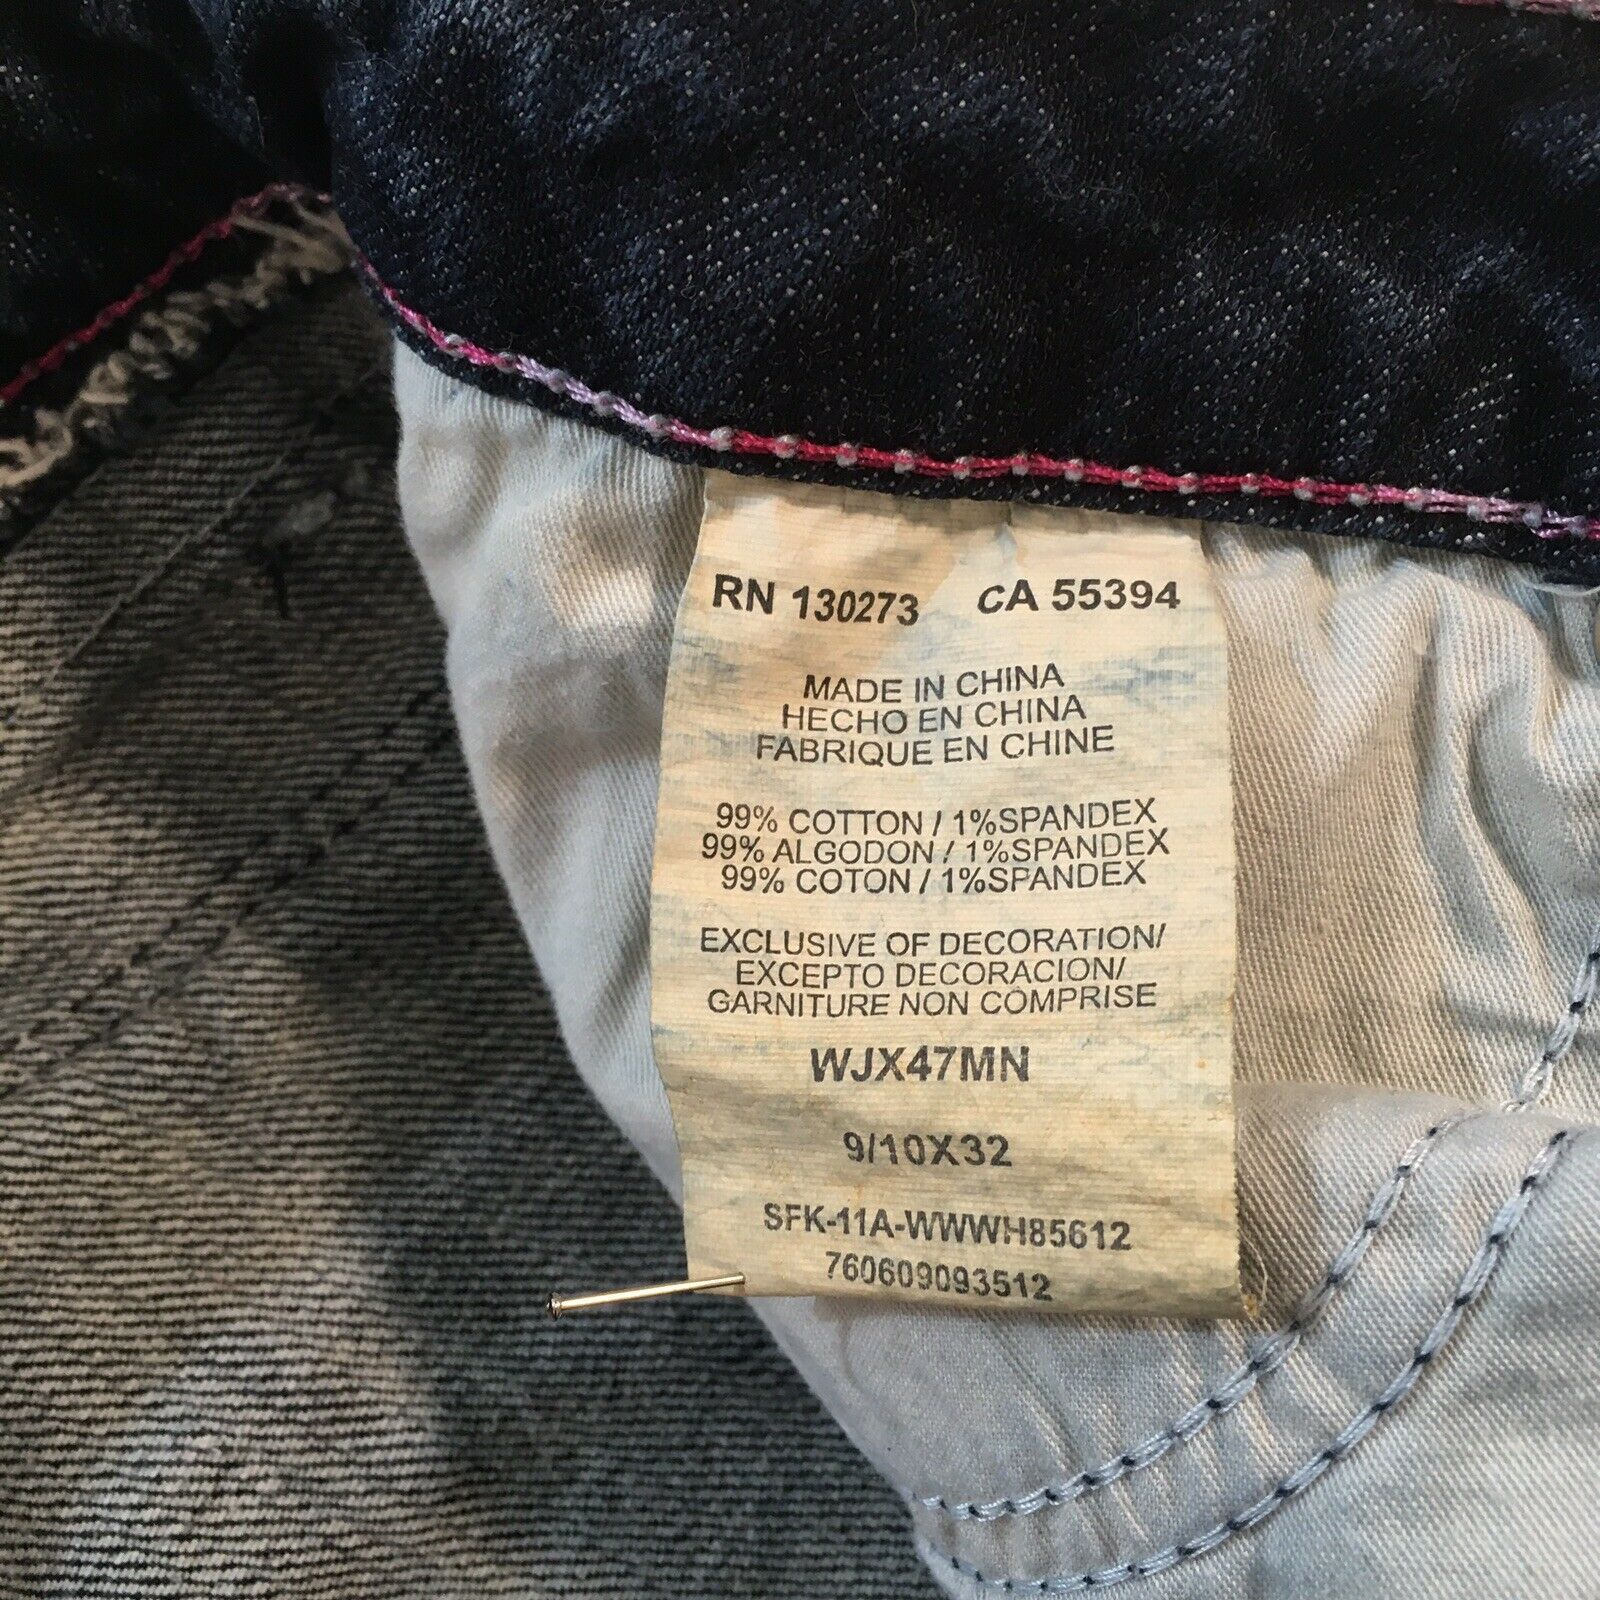 RN 130273 CA 55394
MADE IN CHINA
HECHO EN CHINA
FABRIQUE EN CHINE
99% COTTON / 1%SPANDEX
99% ALGODON / 1%SPANDEX
99% COTON / 1%SPANDEX
EXCLUSIVE OF DECORATION/
EXCEPTO DECORACION/
GARNITURE NON COMPRISE
WJX47MN
9/10X32
SFK-11A-WWWH85612
760609093512